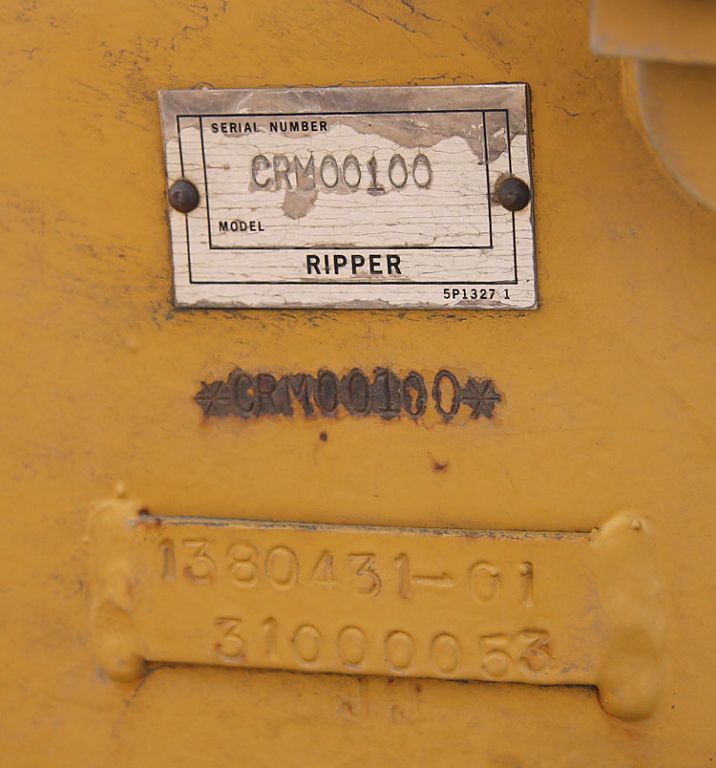 SERIAL NUMBER
CRM00100
MODEL
RIPPER
5P1327 1
*CRM00100*
1380431-01
31000053